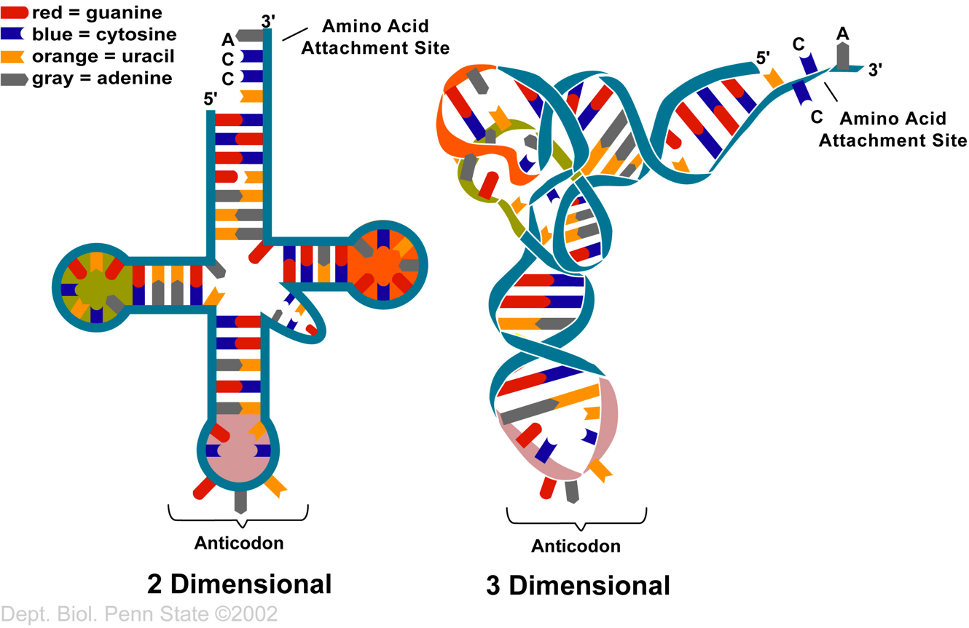 red = guanine
blue = cytosine
orange = uracil
gray = adenine
3'
A
C
C
5'
Amino Acid
Attachment Site
5'
C
A
3'
C
Amino Acid
Attachment Site
Anticodon
Anticodon
2 Dimensional
3 Dimensional
Dept. Biol. Penn State ©2002